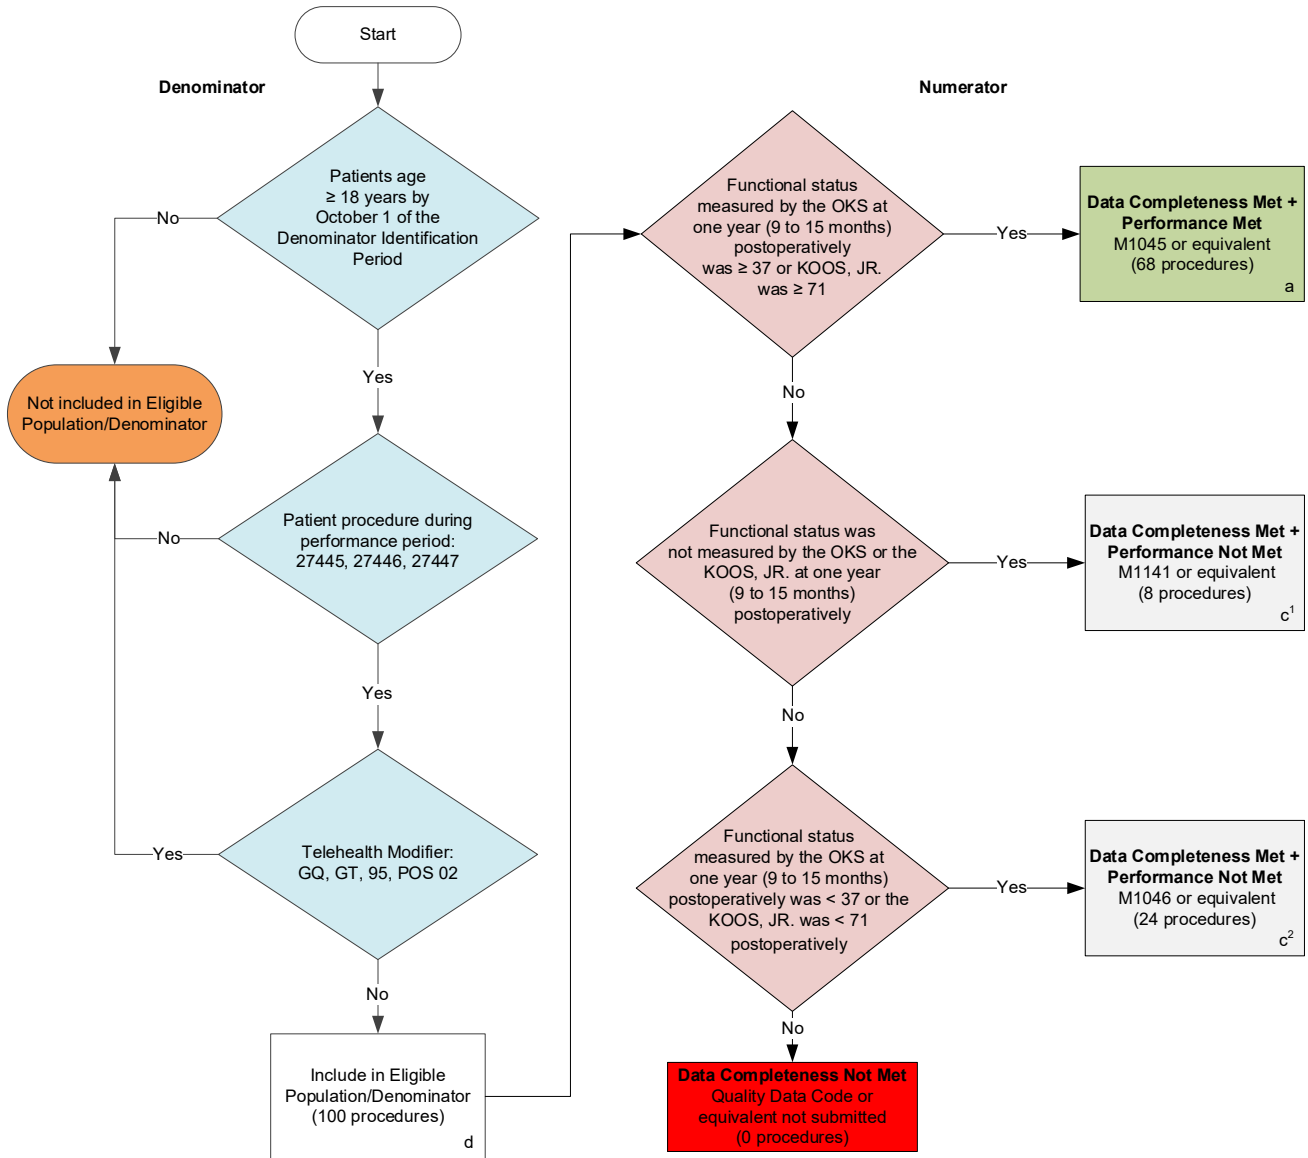 Start
Denominator
Patients age
≥ 18 years by
October 1 of the
Denominator Identification
Period
No
Yes
Not included in Eligible
Population/Denominator
Patient procedure during
performance period:
27445, 27446, 27447
No
Yes
Telehealth Modifier:
GQ, GT, 95, POS 02
Yes
No
Include in Eligible
Population/Denominator
(100 procedures)
d
Numerator
Functional status
measured by the OKS at
one year (9 to 15 months)
postoperatively
was ≥ 37 or KOOS, JR.
was ≥ 71
Yes
Data Completeness Met +
Performance Met
M1045 or equivalent
(68 procedures)
a
No
Functional status was
not measured by the OKS or the
KOOS, JR. at one year
(9 to 15 months)
postoperatively
Yes
Data Completeness Met +
Performance Not Met
M1141 or equivalent
(8 procedures)
c¹
No
Functional status
measured by the OKS at
one year (9 to 15 months)
postoperatively was < 37 or the
KOOS, JR. was < 71
postoperatively
Yes
Data Completeness Met +
Performance Not Met
M1046 or equivalent
(24 procedures)
c²
No
Data Completeness Not Met
Quality Data Code or
equivalent not submitted
(0 procedures)